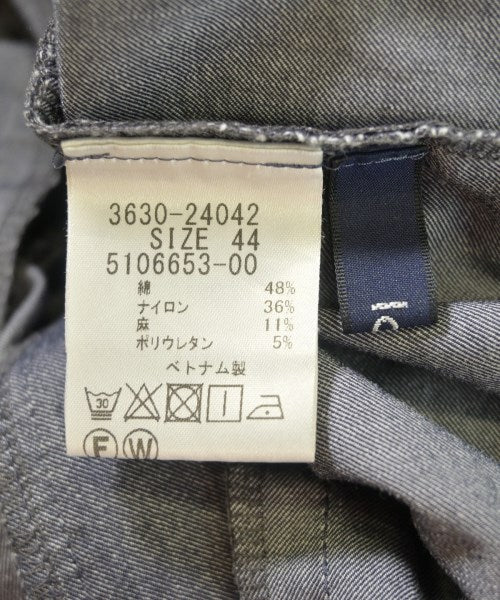 3630-24042
SIZE 44
5106653-00
綿 48%
ナイロン 36%
麻 11%
ポリウレタン 5%
ベトナム製
30
F W